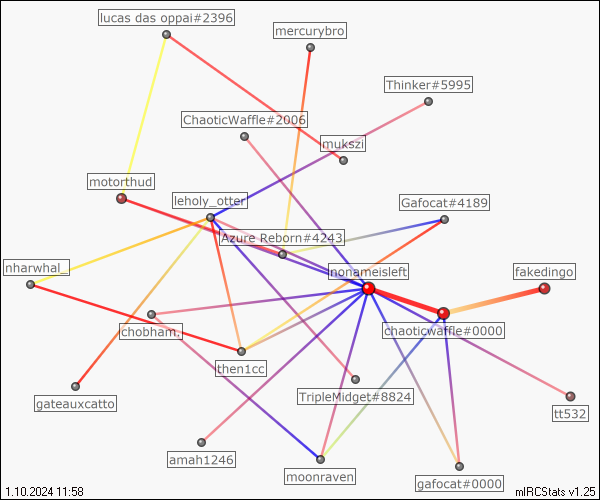 lucas das oppai#2396
mercurybro
Thinker#5995
ChaoticWaffle#2006
mukszi
motorthud
leholy_otter
Gafocat#4189
Azure Reborn#4243
nharwhal_
nonameisleft
fakedingo
chobham,
chaoticwaffle#0000
then1cc
gateauxcatto
TripleMidget#8824
tt532
amah1246
moonraven
gafocat#0000
1.10.2024 11:58
mIRCStats v1.25